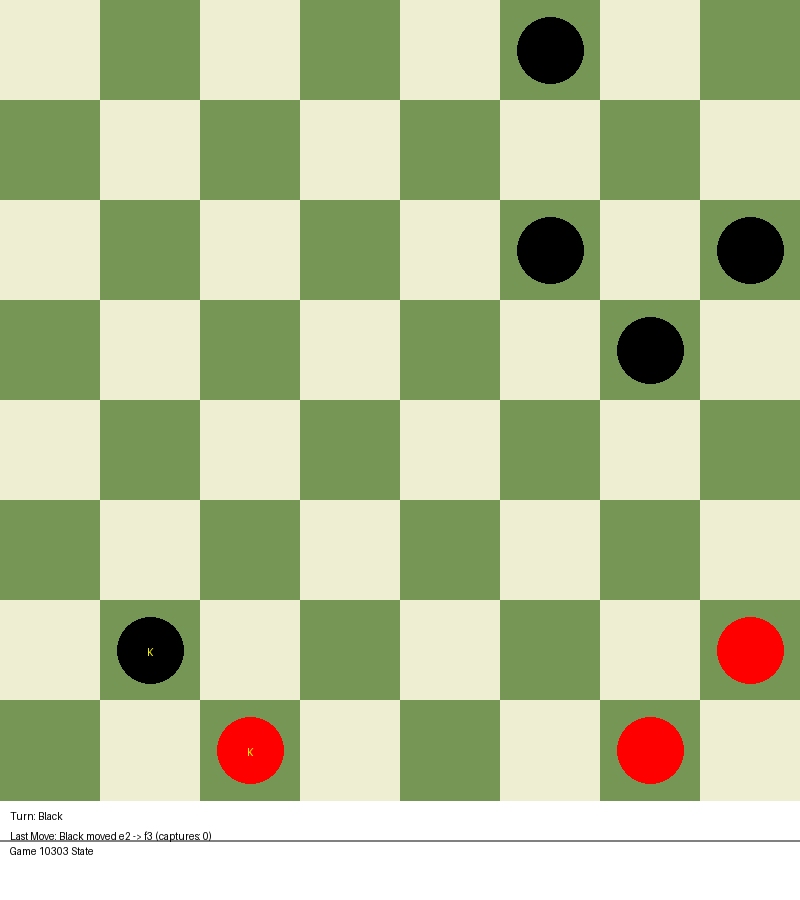 K
K
Turn: Black
Last Move: Black moved e2 -> f3 (captures: 0)
Game 10303 State